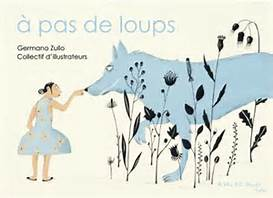 à pas de loups
Germano Zullo
Collectif d'illustrateurs